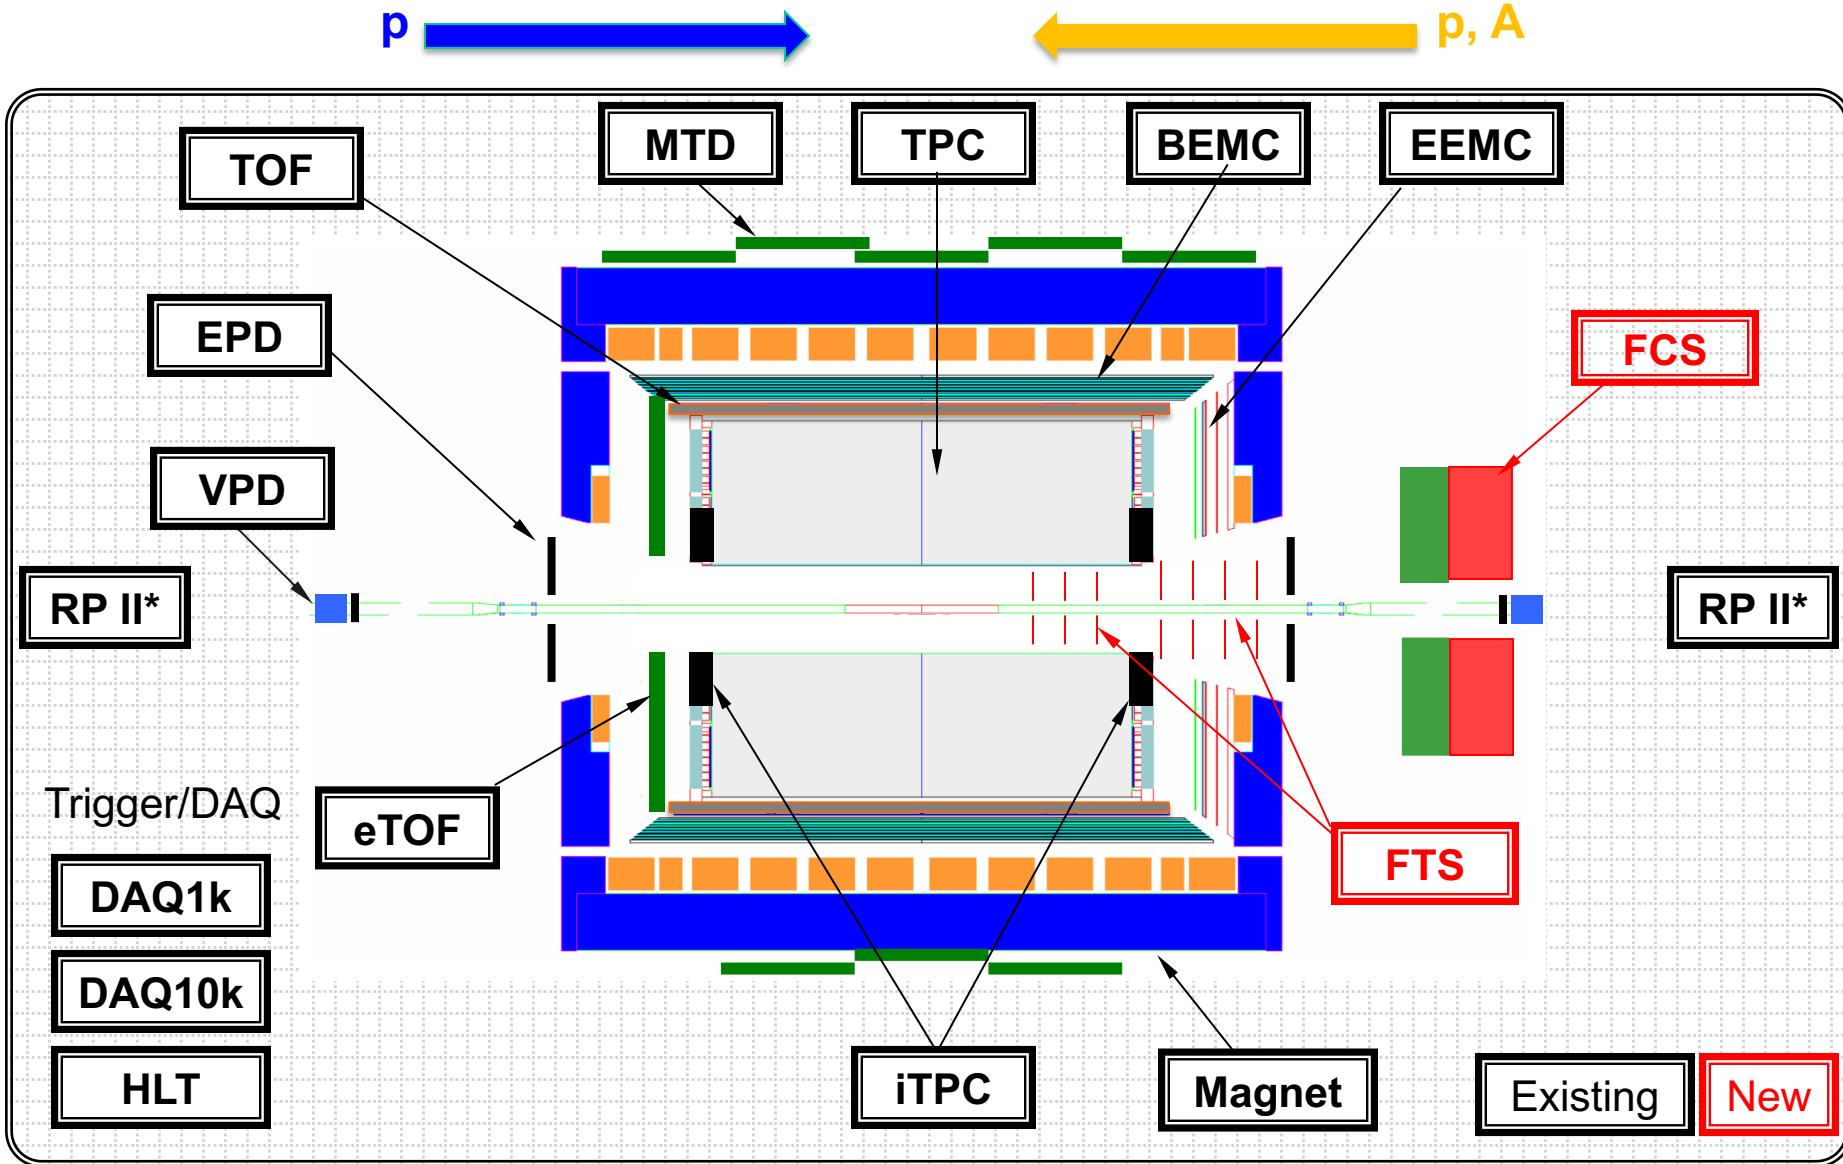 p
p, A
MTD
TPC
BEMC
EEMC
TOF
EPD
FCS
VPD
RP II*
RP II*
Trigger/DAQ
eTOF
FTS
DAQ1k
DAQ10k
HLT
iTPC
Magnet
Existing
New